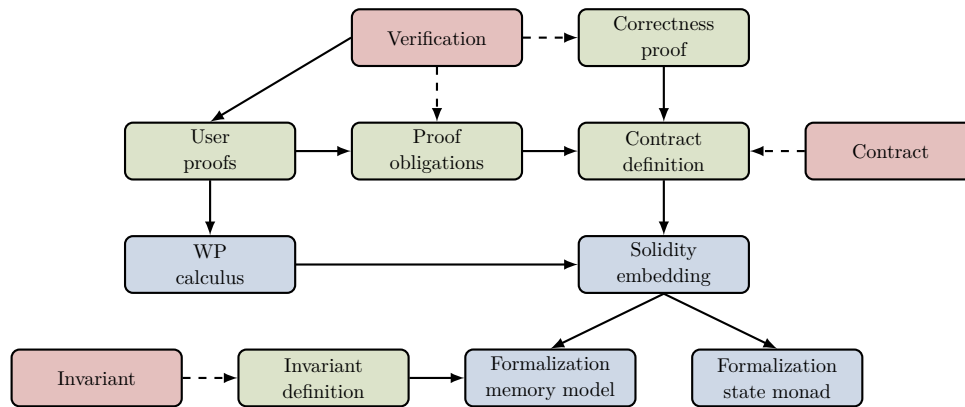 Verification
Correctness
proof
User
proofs
Proof
obligations
Contract
definition
Contract
WP
calculus
Solidity
embedding
Invariant
Invariant
definition
Formalization
memory model
Formalization
state monad